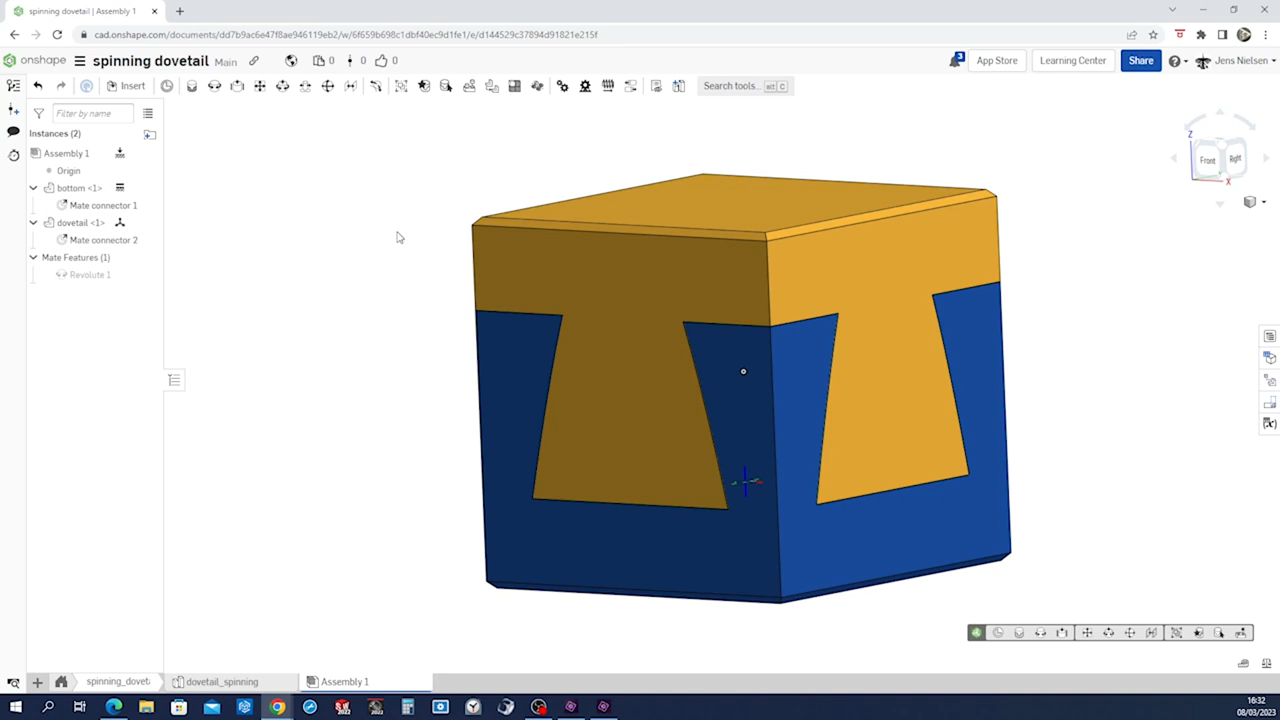 spinning dovetail | Assembly 1
cad.onshape.com/documents/dd7b9ac6e47f8ae946119eb2/w/6f659b698c1dbf40ec9d1fe1/e/d144529c37894d91821e215f
onshape spinning dovetail Main 0 0 0 3 App Store Learning Center Share Jens Nielsen
Insert Search tools... alt C
Filter by name
Instances (2)
Assembly 1
Origin
bottom <1>
Mate connector 1
dovetail <1>
Mate connector 2
Mate Features (1)
Revolute 1
Z
Front
Right
X
(x)
spinning_doveta
dovetail_spinning
Assembly 1
16:32
08/03/2023